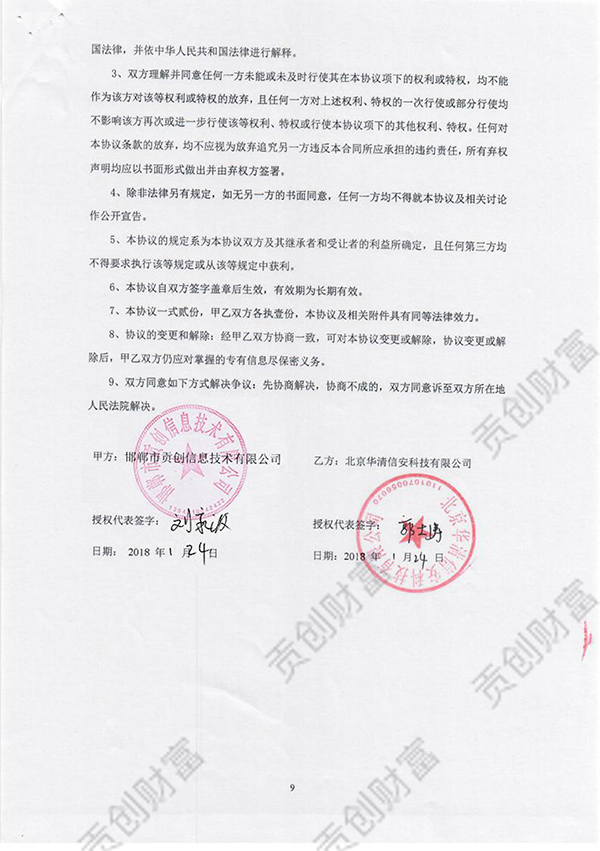 国法律，并依中华人民共和国法律进行解释。
3、双方理解并同意任何一方未能或未及时行使其在本协议项下的权利或特权，均不能
作为该方对该等权利或特权的放弃，且任何一方对上述权利、特权的一次行使或部分行使均
不影响该方再次或进一步行使该等权利、特权或行使本协议项下的其他权利、特权。任何对
本协议条款的放弃，均不应视为放弃追究另一方违反本合同所应承担的违约责任，所有弃权
声明均应以书面形式做出并由弃权方签署。
4、除非法律另有规定，如无另一方的书面同意，任何一方均不得就本协议及相关讨论
作公开宣告。
5、本协议的规定系为本协议双方及其继承者和受让者的利益所确定，且任何第三方均
不得要求执行该等规定或从该等规定中获利。
6、本协议自双方签字盖章后生效，有效期为长期有效。
7、本协议一式贰份，甲乙双方各执壹份，本协议及相关附件具有同等法律效力。
8、协议的变更和解除：经甲乙双方协商一致，可对本协议变更或解除，协议变更或解
除后，甲乙双方仍应对掌握的专有信息尽保密义务。
9、双方同意如下方式解决争议：先协商解决，协商不成的，双方同意诉至双方所在地
人民法院解决。
甲方：邯郸市贡创信息技术有限公司
乙方：北京华清信安科技有限公司
邯郸市贡创信息技术有限公司
北京华清信安科技有限公司
授权代表签字：
授权代表签字：
日期：2018 年 1 月 24 日
日期：2018 年 1 月 24 日
9
贡创财富
贡创财富
贡创财富
贡创财富
贡创财富
贡创财富